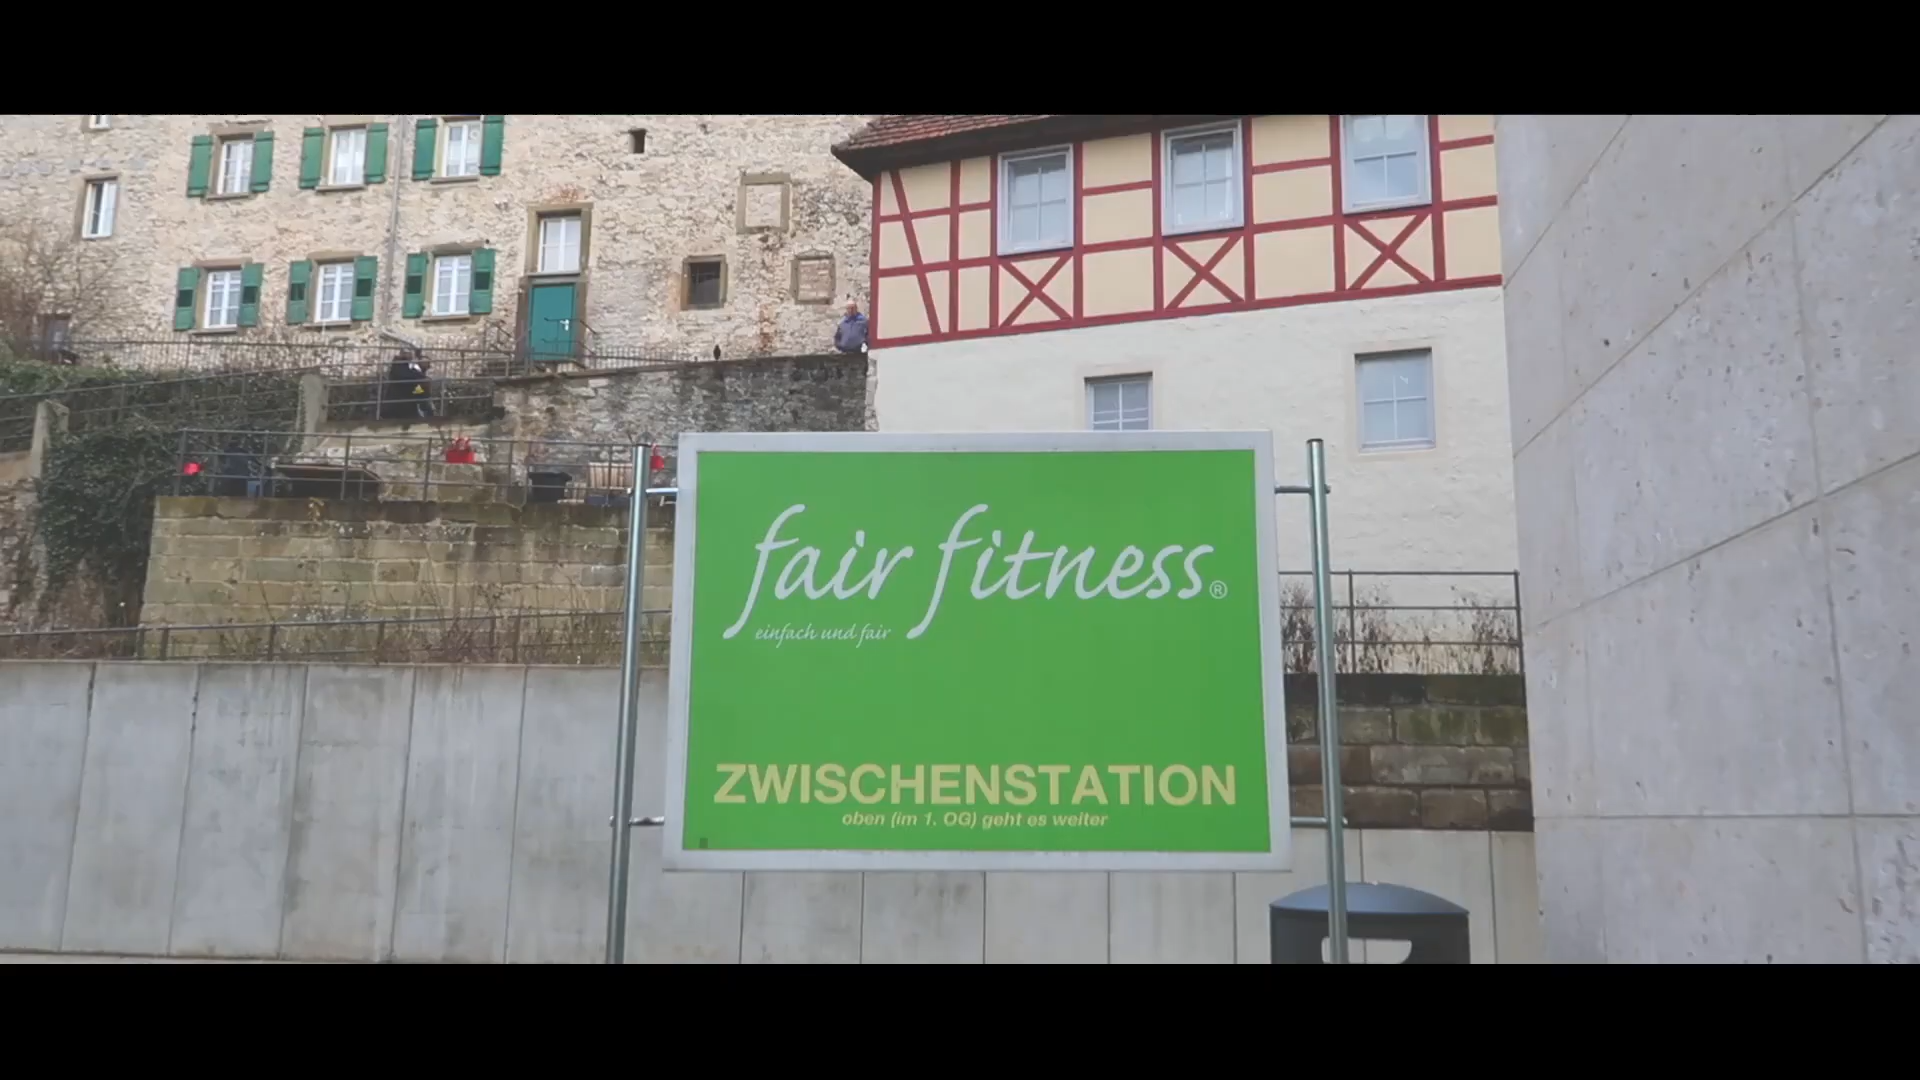 fair fitness®
einfach und fair
ZWISCHENSTATION
oben (im 1. OG) geht es weiter